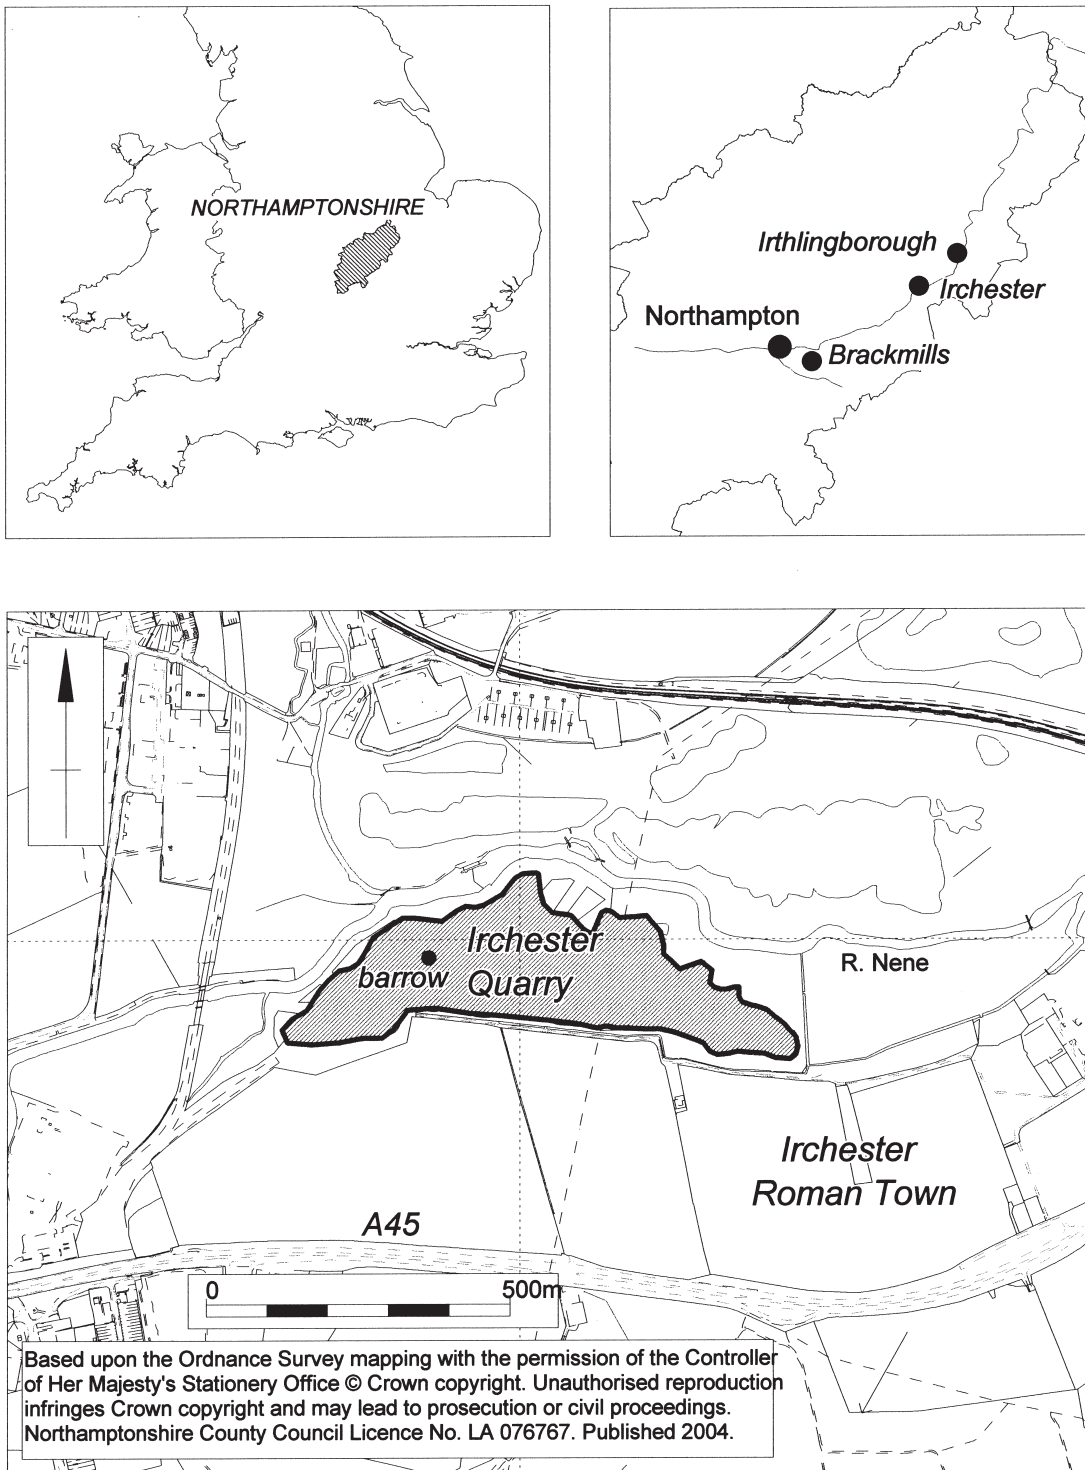 NORTHAMPTONSHIRE
Irthlingborough
Irchester
Northampton
Brackmills
Irchester
Quarry
barrow
R. Nene
Irchester
Roman Town
A45
0 500m
Based upon the Ordnance Survey mapping with the permission of the Controller
of Her Majesty's Stationery Office © Crown copyright. Unauthorised reproduction
infringes Crown copyright and may lead to prosecution or civil proceedings.
Northamptonshire County Council Licence No. LA 076767. Published 2004.